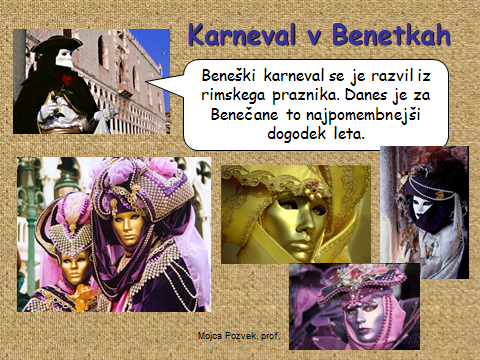 Karneval v Benetkah
Beneški karneval se je razvil iz
rimskega praznika. Danes je za
Benečane to najpomembnejši
dogodek leta.
Mojca Pozvek, prof.